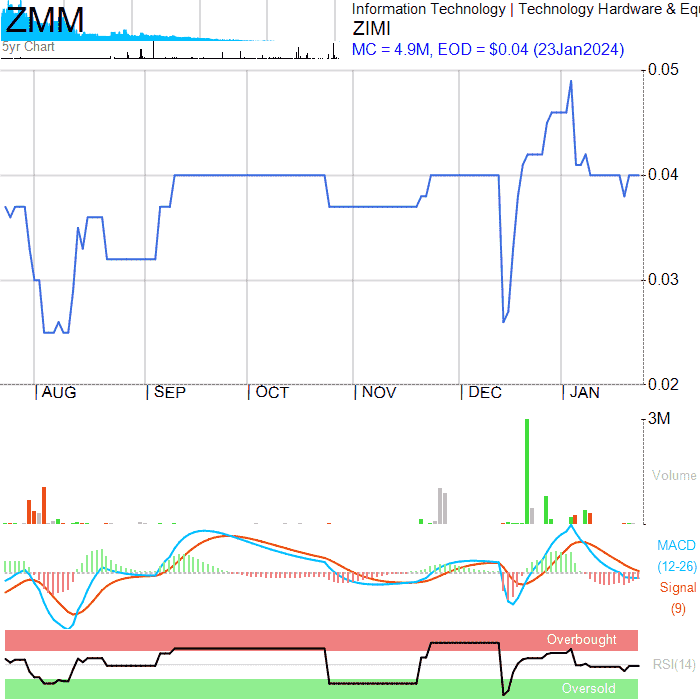 ZMM
5yr Chart
Information Technology | Technology Hardware & Equ
ZIMI
MC = 4.9M, EOD = $0.04 (23Jan2024)
0.05
0.04
0.03
0.02
AUG
SEP
OCT
NOV
DEC
JAN
3M
Volume
MACD
(12-26)
Signal
(9)
Overbought
RSI(14)
Oversold